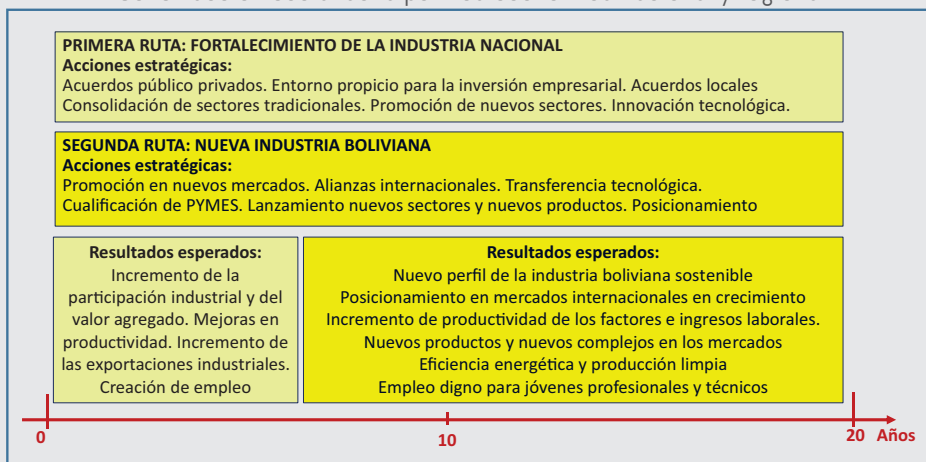 PRIMERA RUTA: FORTALECIMIENTO DE LA INDUSTRIA NACIONAL
Acciones estratégicas:
Acuerdos público privados. Entorno propicio para la inversión empresarial. Acuerdos locales
Consolidación de sectores tradicionales. Promoción de nuevos sectores. Innovación tecnológica.
SEGUNDA RUTA: NUEVA INDUSTRIA BOLIVIANA
Acciones estratégicas:
Promoción en nuevos mercados. Alianzas internacionales. Transferencia tecnológica.
Cualificación de PYMES. Lanzamiento nuevos sectores y nuevos productos. Posicionamiento
Resultados esperados:
Incremento de la
participación industrial y del
valor agregado. Mejoras en
productividad. Incremento de
las exportaciones industriales.
Creación de empleo
Resultados esperados:
Nuevo perfil de la industria boliviana sostenible
Posicionamiento en mercados internacionales en crecimiento
Incremento de productividad de los factores e ingresos laborales.
Nuevos productos y nuevos complejos en los mercados
Eficiencia energética y producción limpia
Empleo digno para jóvenes profesionales y técnicos
0 10 20 Años